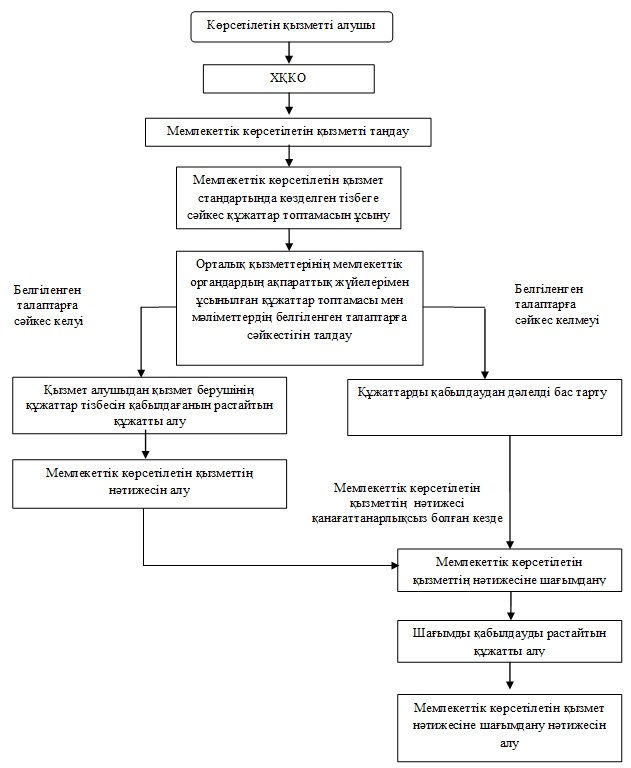 Көрсетілетін қызметті алушы
ХҚКО
Мемлекеттік көрсетілетін қызметті таңдау
Мемлекеттік көрсетілетін қызмет
стандартында көзделген тізбеге
сәйкес құжаттар топтамасын ұсыну
Орталық қызметтерінің мемлекеттік
органдардың ақпараттық жүйелерімен
ұсынылған құжаттар топтамасы мен
мәліметтердің белгіленген талаптарға
сәйкестігін талдау
Белгіленген
талаптарға
сәйкес келуі
Белгіленген
талаптарға
сәйкес келмеуі
Қызмет алушыдан қызмет берушінің
құжаттар тізбесін қабылдағанын растайтын
құжатты алу
Құжаттарды қабылдаудан дәлелді бас тарту
Мемлекеттік көрсетілетін қызметтің
нәтижесін алу
Мемлекеттік көрсетілетін
қызметтің нәтижесі
қанағаттанарлықсыз болған кезде
Мемлекеттік көрсетілетін
қызметтің нәтижесіне шағымдану
Шағымды қабылдауды растайтын
құжатты алу
Мемлекеттік көрсетілетін қызмет
нәтижесіне шағымдану нәтижесін
алу